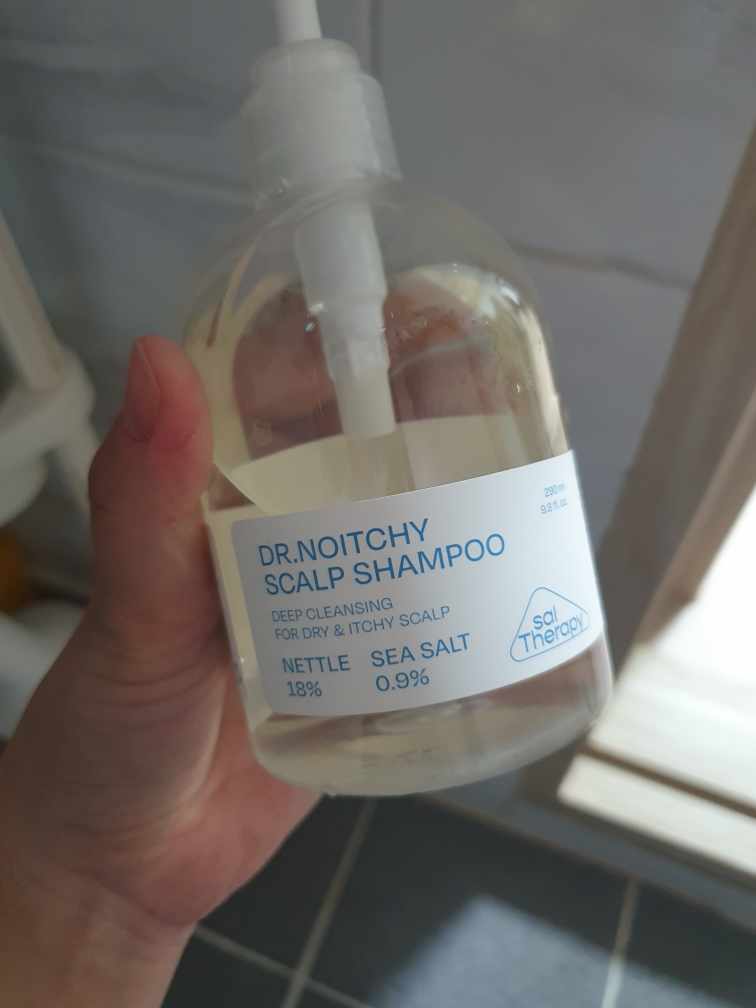 290 ml
9.8 fl. oz
DR.NOITCHY
SCALP SHAMPOO
DEEP CLEANSING
FOR DRY & ITCHY SCALP
NETTLE SEA SALT
18% 0.9%
sal
Therapy